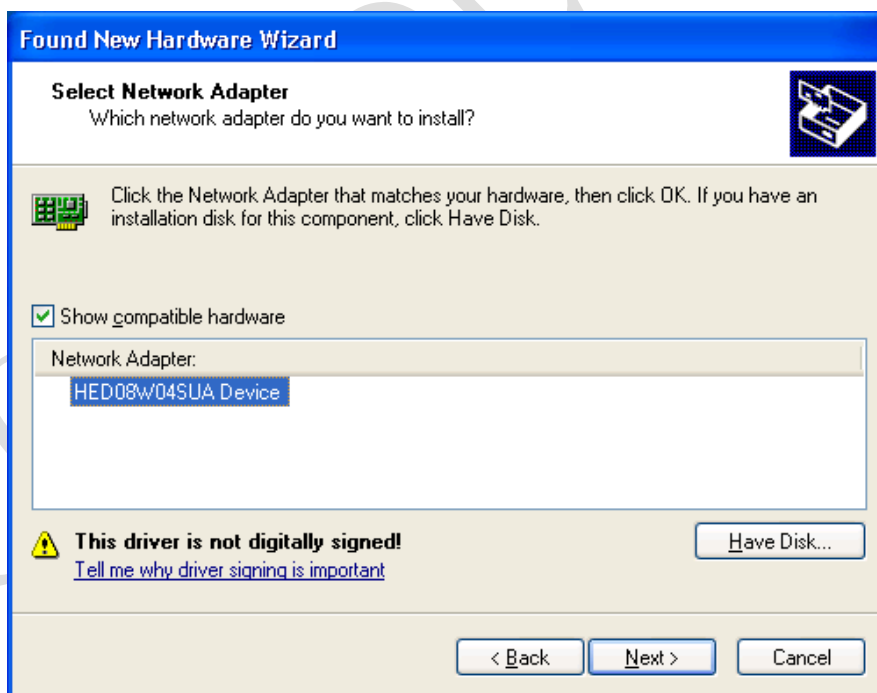 Found New Hardware Wizard
Select Network Adapter
Which network adapter do you want to install?
Click the Network Adapter that matches your hardware, then click OK. If you have an
installation disk for this component, click Have Disk.
Show compatible hardware
Network Adapter:
HED08W04SUA Device
This driver is not digitally signed!
Have Disk...
Tell me why driver signing is important
< Back
Next >
Cancel